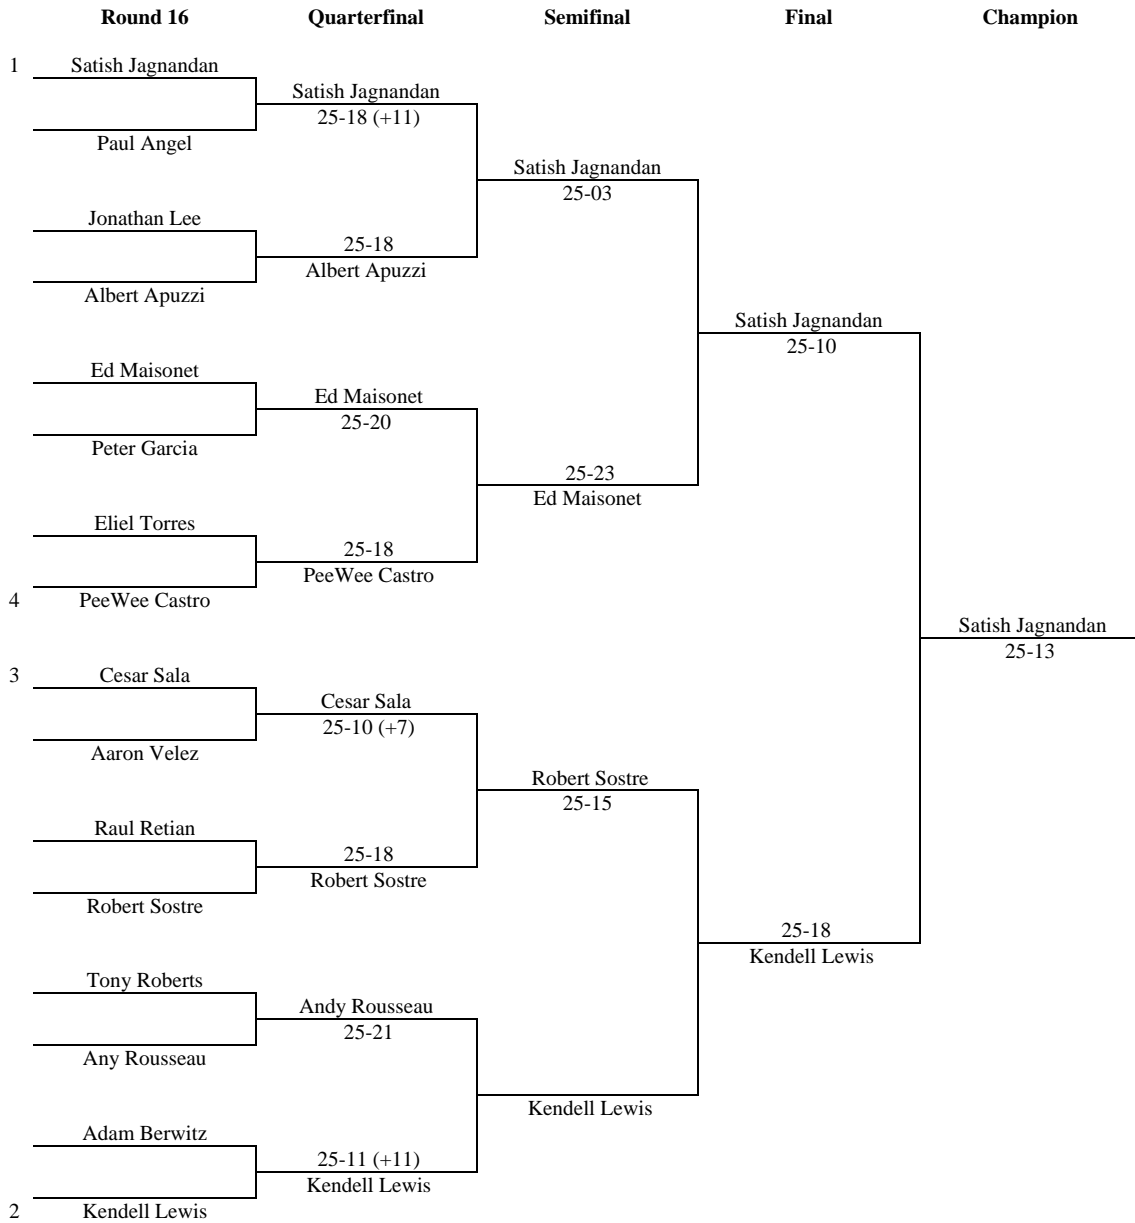 Round 16 Quarterfinal Semifinal Final Champion
1 Satish Jagnandan
Satish Jagnandan
25-18 (+11)
Paul Angel
Satish Jagnandan
25-03
Jonathan Lee
25-18
Albert Apuzzi
Albert Apuzzi
Satish Jagnandan
25-10
Ed Maisonet
Ed Maisonet
25-20
Peter Garcia
25-23
Ed Maisonet
Eliel Torres
25-18
PeeWee Castro
4 PeeWee Castro
Satish Jagnandan
25-13
3 Cesar Sala
Cesar Sala
25-10 (+7)
Aaron Velez
Robert Sostre
25-15
Raul Retian
25-18
Robert Sostre
Robert Sostre
25-18
Kendell Lewis
Tony Roberts
Andy Rousseau
25-21
Any Rousseau
Kendell Lewis
Adam Berwitz
25-11 (+11)
Kendell Lewis
2 Kendell Lewis